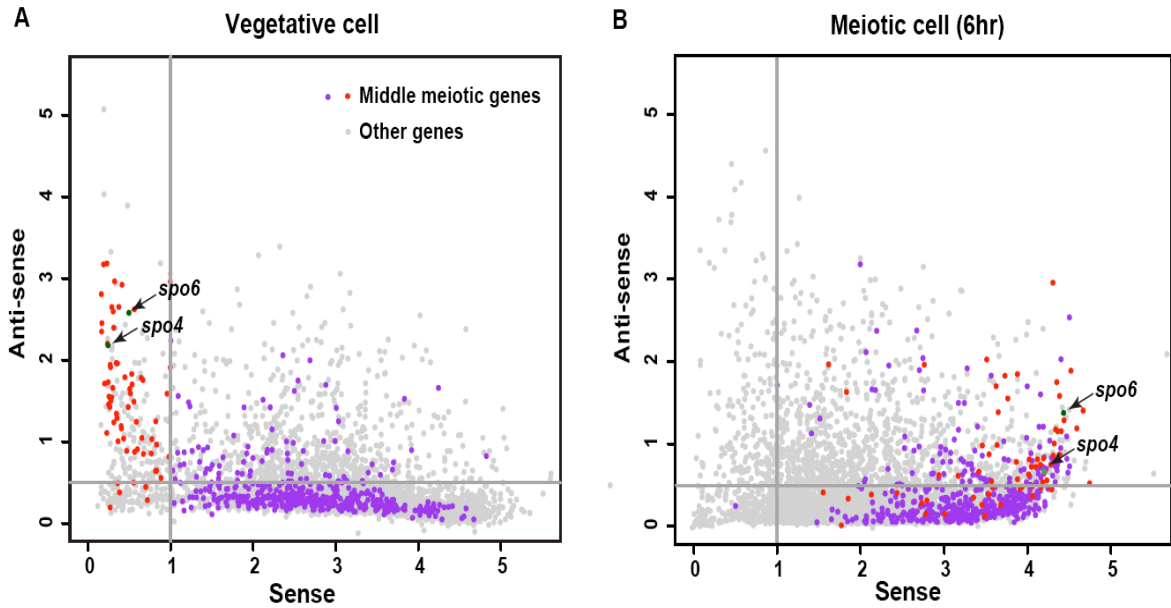 A
Vegetative cell
Middle meiotic genes
Other genes
spo6
spo4
Anti-sense
5
4
3
2
1
0
0 1 2 3 4 5
Sense
B
Meiotic cell (6hr)
spo6
spo4
Anti-sense
5
4
3
2
1
0
0 1 2 3 4 5
Sense